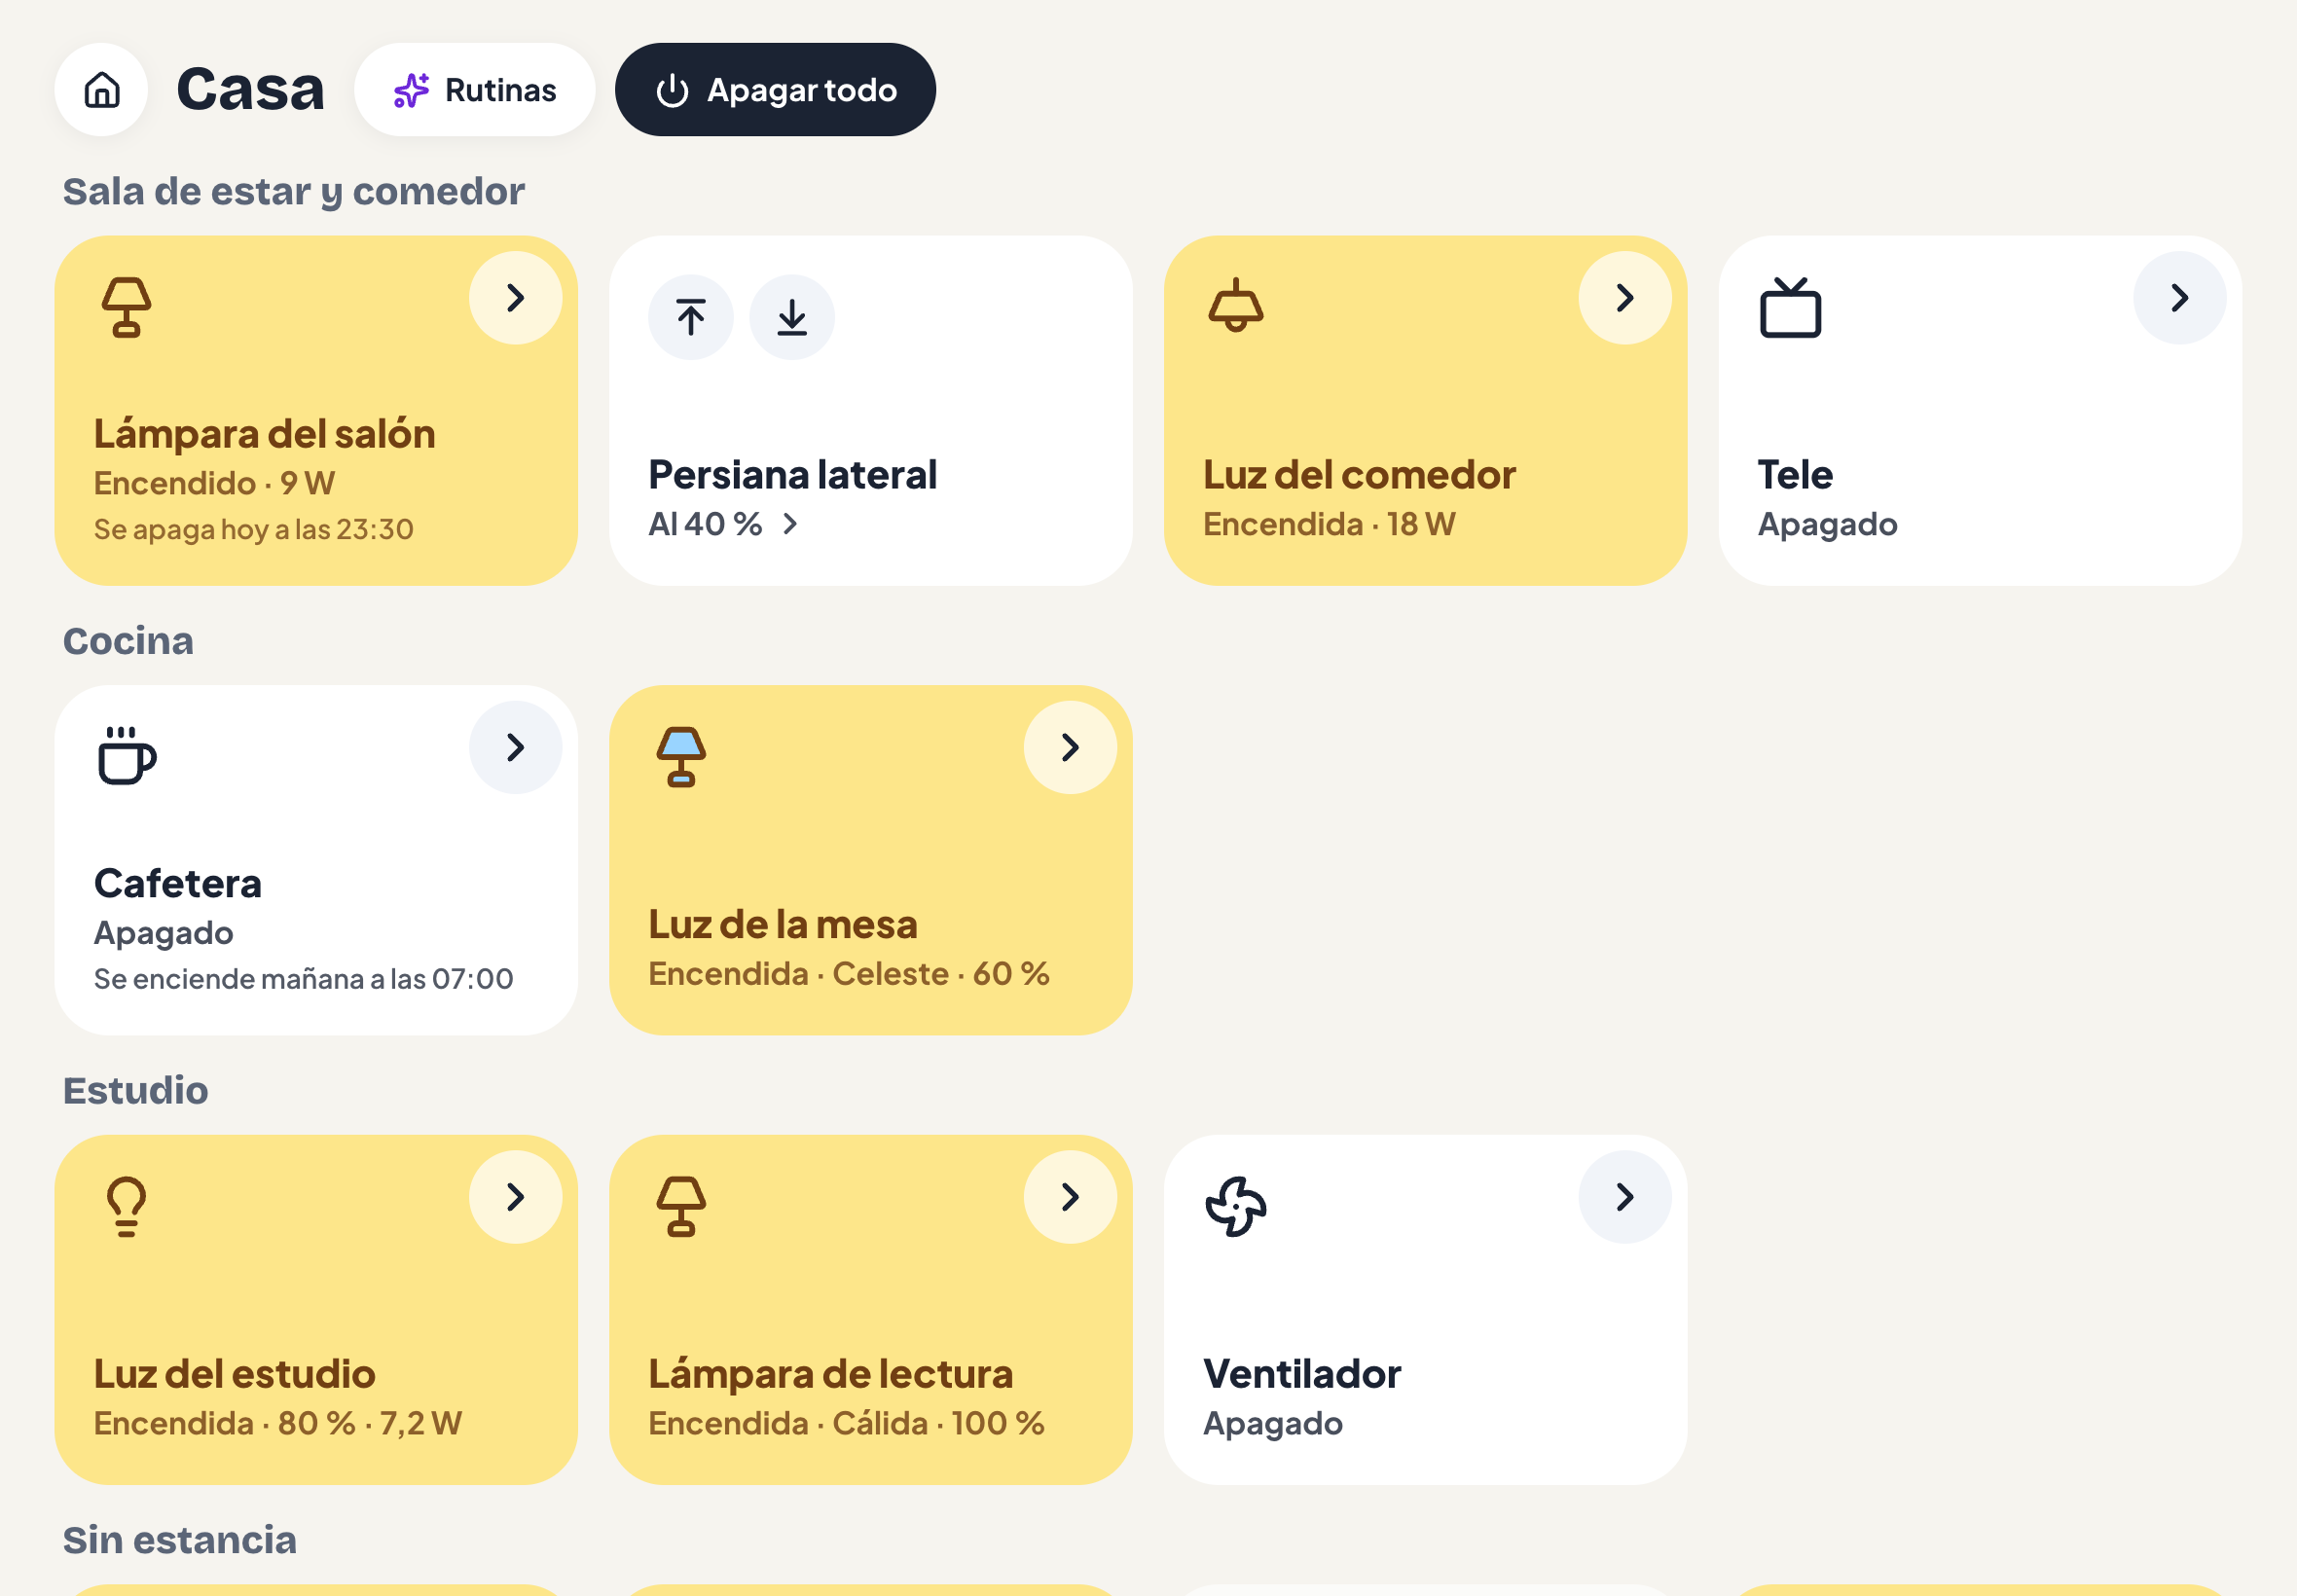 Casa
Rutinas
Apagar todo
Sala de estar y comedor
Lámpara del salón
Encendido · 9 W
Se apaga hoy a las 23:30
Persiana lateral
Al 40 %
Luz del comedor
Encendida · 18 W
Tele
Apagado
Cocina
Cafetera
Apagado
Se enciende mañana a las 07:00
Luz de la mesa
Encendida · Celeste · 60 %
Estudio
Luz del estudio
Encendida · 80 % · 7,2 W
Lámpara de lectura
Encendida · Cálida · 100 %
Ventilador
Apagado
Sin estancia